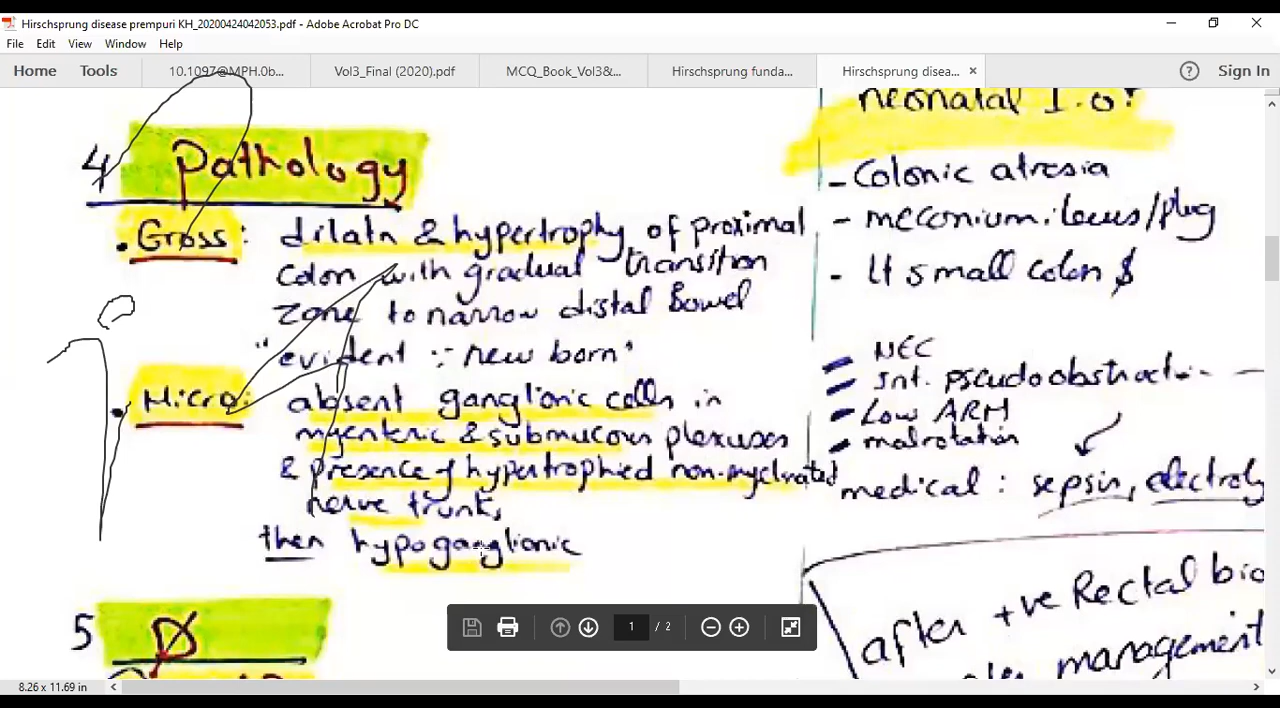 Hirschsprung disease prempuri KH_20200424042053.pdf - Adobe Acrobat Pro DC
File Edit View Window Help
Home Tools 10.1097@MPH.0b... Vol3_Final (2020).pdf MCQ_Book_Vol3&... Hirschsprung funda... Hirschsprung disea... × ? Sign In
4 Pathology
• Gross: dilatn & hypertrophy of proximal
colon with gradual transition
zone to narrow distal Bowel
"evident ∵ new born"
• Micro: absent ganglionic cells in
myenteric & submucous plexuses
& presence of hypertrophied non-myelinated
nerve trunks
then hypoganglionic
5
neonatal I.O?
- Colonic atresia
- meconium ileus/plug
- Lt small colon $
- NEC
- Int. pseudoobstruct
- Low ARM
- malrotation
medical : sepsis, electroly
after +ve Rectal bio
management
1 / 2
8.26 x 11.69 in